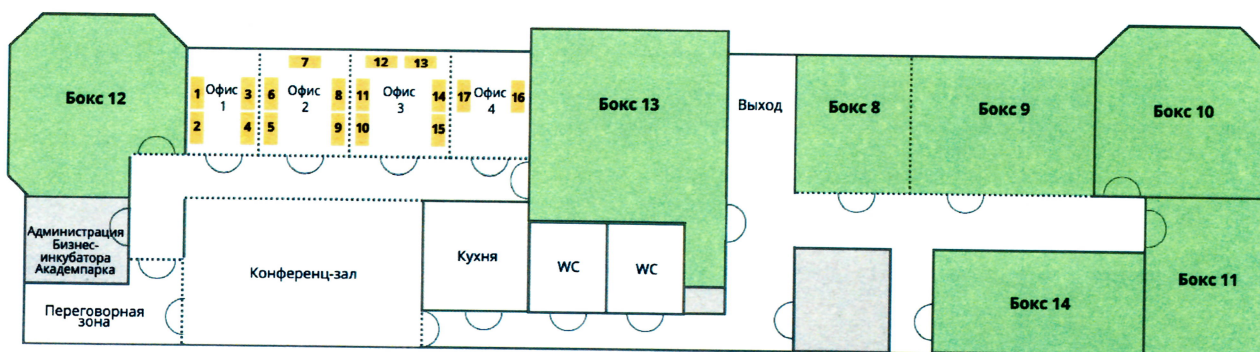 Бокс 12
1
2
Офис
1
3
4
6
5
7
Офис
2
8
9
11
10
12
13
Офис
3
14
15
17
Офис
4
16
Бокс 13
Выход
Бокс 8
Бокс 9
Бокс 10
Администрация
Бизнес-
инкубатора
Академпарка
Переговорная
зона
Конференц-зал
Кухня
WC
WC
Бокс 14
Бокс 11